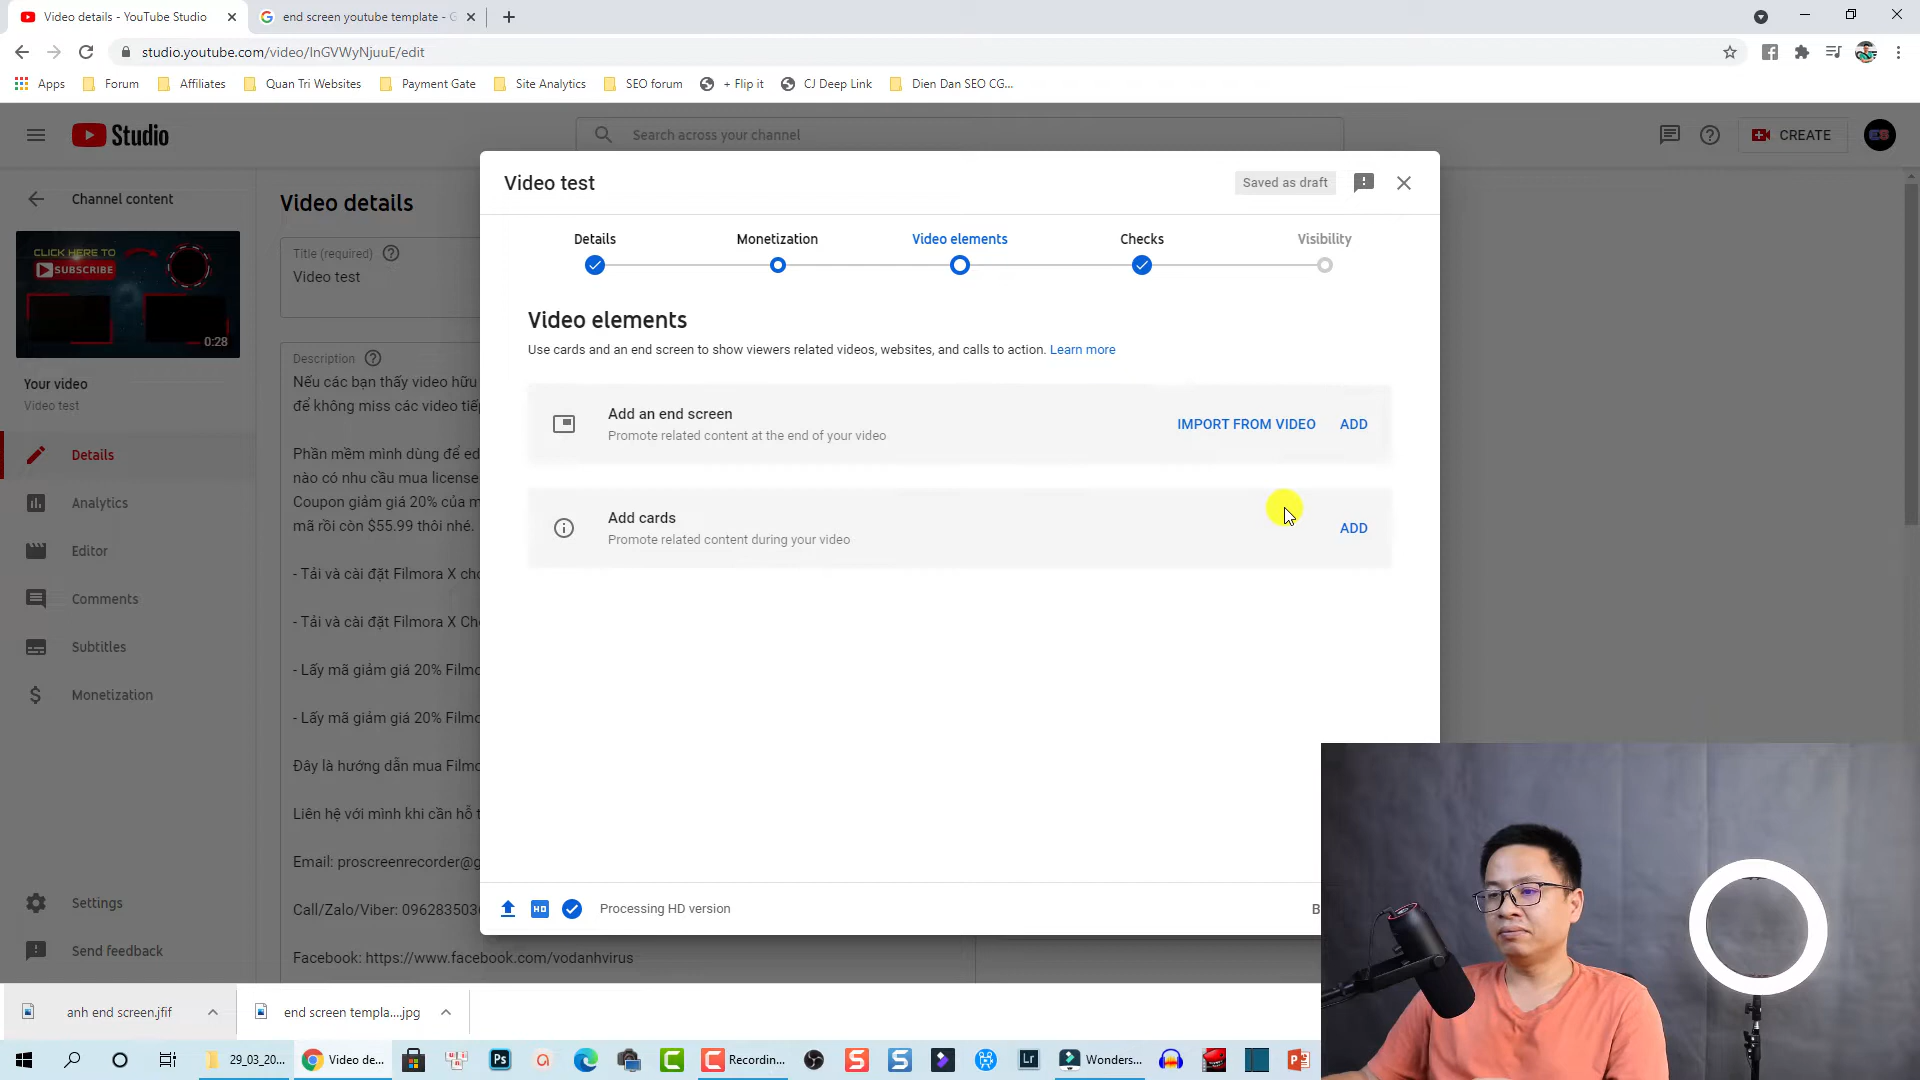 Video details - YouTube Studio
end screen youtube template - G
studio.youtube.com/video/lnGVWyNjuuE/edit
Apps
Forum
Affiliates
Quan Tri Websites
Payment Gate
Site Analytics
SEO forum
+ Flip it
CJ Deep Link
Dien Dan SEO CG...
Studio
Search across your channel
CREATE
Channel content
CLICK HERE TO
SUBSCRIBE
0:28
Your video
Video test
Details
Analytics
Editor
Comments
Subtitles
Monetization
Settings
Send feedback
Video details
Title (required)
Video test
Description
Nếu các bạn thấy video hữu
để không miss các video tiếp
Phần mềm mình dùng để ed
nào có nhu cầu mua license
Coupon giảm giá 20% của m
mã rồi còn $55.99 thôi nhé.
- Tải và cài đặt Filmora X cho
- Tải và cài đặt Filmora X Cho
- Lấy mã giảm giá 20% Filmo
- Lấy mã giảm giá 20% Filmo
Đây là hướng dẫn mua Filmo
Liên hệ với mình khi cần hỗ t
Email: proscreenrecorder@g
Call/Zalo/Viber: 096283503
Facebook: https://www.facebook.com/vodanhvirus
Video test
Saved as draft
Details
Monetization
Video elements
Checks
Visibility
Video elements
Use cards and an end screen to show viewers related videos, websites, and calls to action. Learn more
Add an end screen
Promote related content at the end of your video
IMPORT FROM VIDEO
ADD
Add cards
Promote related content during your video
ADD
HD
Processing HD version
B
anh end screen.jfif
end screen templa....jpg
29_03_20...
Video de...
Ps
Recordin...
Lr
Wonders...